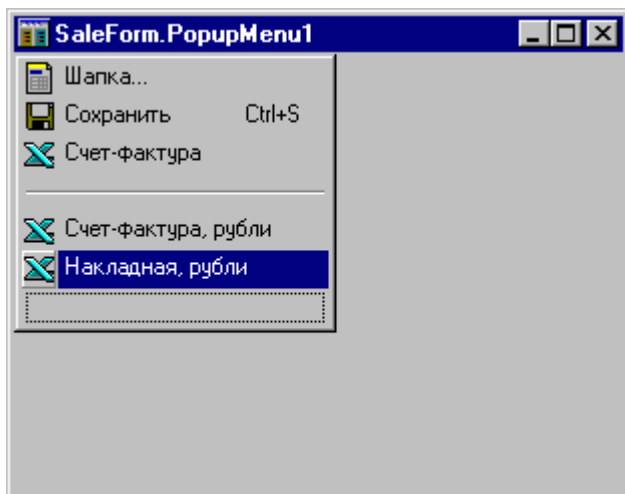 SaleForm.PopupMenu1
Шапка...
Сохранить Ctrl+S
Счет-фактура
Счет-фактура, рубли
Накладная, рубли